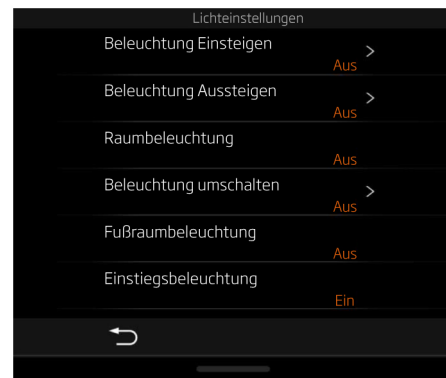 Lichteinstellungen
Beleuchtung Einsteigen
Aus
Beleuchtung Aussteigen
Aus
Raumbeleuchtung
Aus
Beleuchtung umschalten
Aus
Fußraumbeleuchtung
Aus
Einstiegsbeleuchtung
Ein